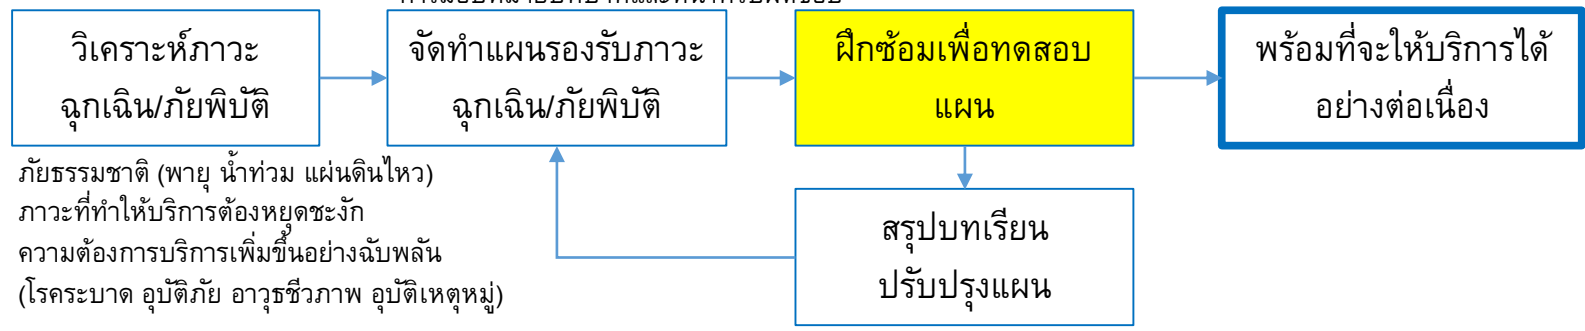 วิเคราะห์ภาวะ
ฉุกเฉิน/ภัยพิบัติ
จัดทำแผนรองรับภาวะ
ฉุกเฉิน/ภัยพิบัติ
ฝึกซ้อมเพื่อทดสอบ
แผน
พร้อมที่จะให้บริการได้
อย่างต่อเนื่อง
ภัยธรรมชาติ (พายุ น้ำท่วม แผ่นดินไหว)
ภาวะที่ทำให้บริการต้องหยุดชะงัก
ความต้องการบริการเพิ่มขึ้นอย่างฉับพลัน
(โรคระบาด อุบัติภัย อาวุธชีวภาพ อุบัติเหตุหมู่)
สรุปบทเรียน
ปรับปรุงแผน